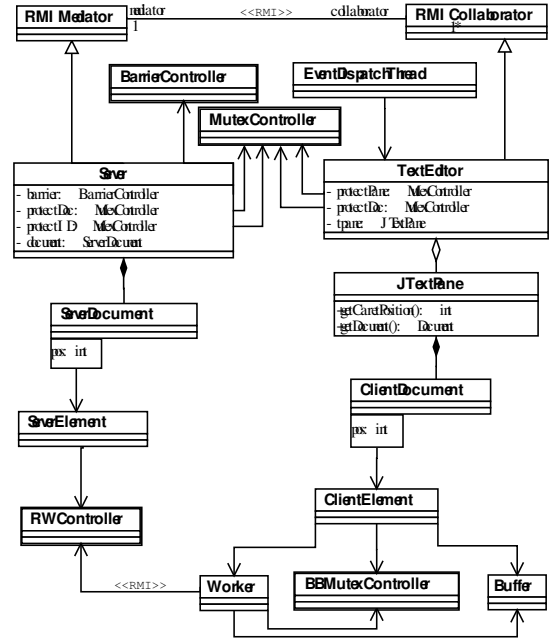 RMI Mediator
mediator
<<RMI>>
collaborator
RMI Collaborator
1
1*
BarrierController
EventDispatchThread
MutexController
Server
- barrier: BarrierController
- protectDoc: MutexController
- protectID: MutexController
- document: ServerDocument
TextEditor
- protectPane: MutexController
- protectDoc: MutexController
- tpane: JTextPane
JTextPane
+getCaretPosition(): int
+getDocument(): Document
ServerDocument
pos: int
ClientDocument
pos: int
ServerElement
ClientElement
RWController
<<RMI>>
Worker
BBMutexController
Buffer